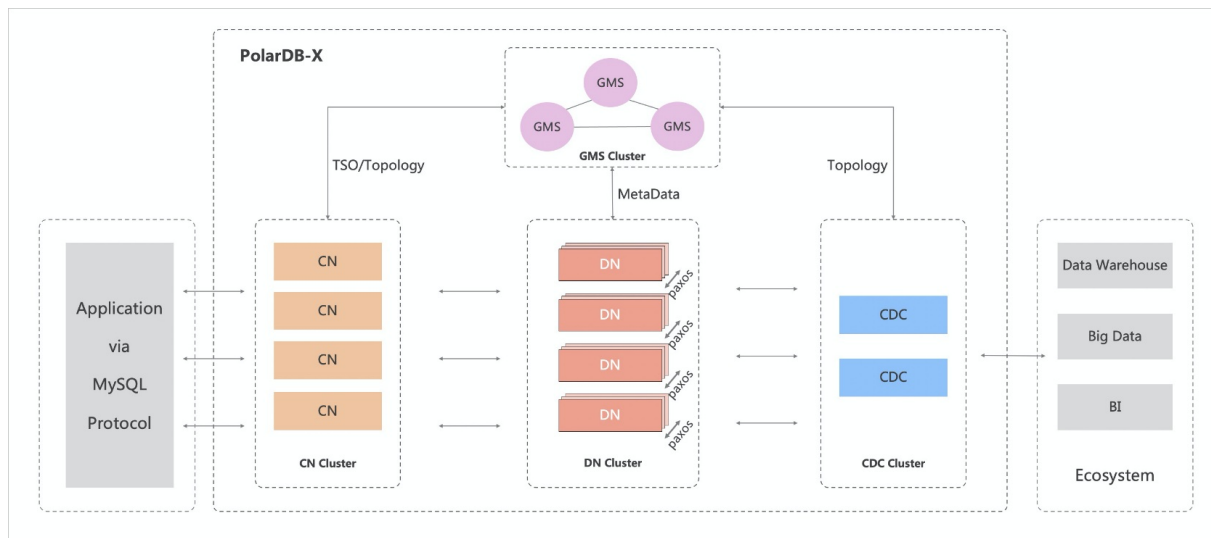 PolarDB-X
GMS
GMS
GMS
GMS Cluster
TSO/Topology
MetaData
Topology
Application
via
MySQL
Protocol
CN
CN
CN
CN
CN Cluster
DN
paxos
DN
paxos
DN
paxos
DN
paxos
DN Cluster
CDC
CDC
CDC Cluster
Data Warehouse
Big Data
BI
Ecosystem